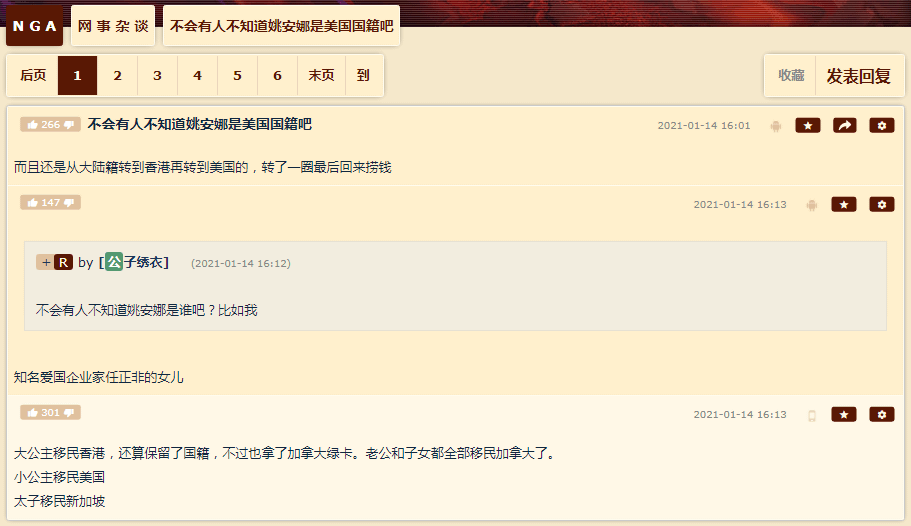 NGA 网事杂谈 不会有人不知道姚安娜是美国国籍吧
后页 1 2 3 4 5 6 末页 到 收藏 发表回复
266 不会有人不知道姚安娜是美国国籍吧 2021-01-14 16:01
而且还是从大陆籍转到香港再转到美国的，转了一圈最后回来捞钱
147 2021-01-14 16:13
+ R by [公子绣衣] (2021-01-14 16:12)
不会有人不知道姚安娜是谁吧？比如我
知名爱国企业家任正非的女儿
301 2021-01-14 16:13
大公主移民香港，还算保留了国籍，不过也拿了加拿大绿卡。老公和子女都全部移民加拿大了。
小公主移民美国
太子移民新加坡